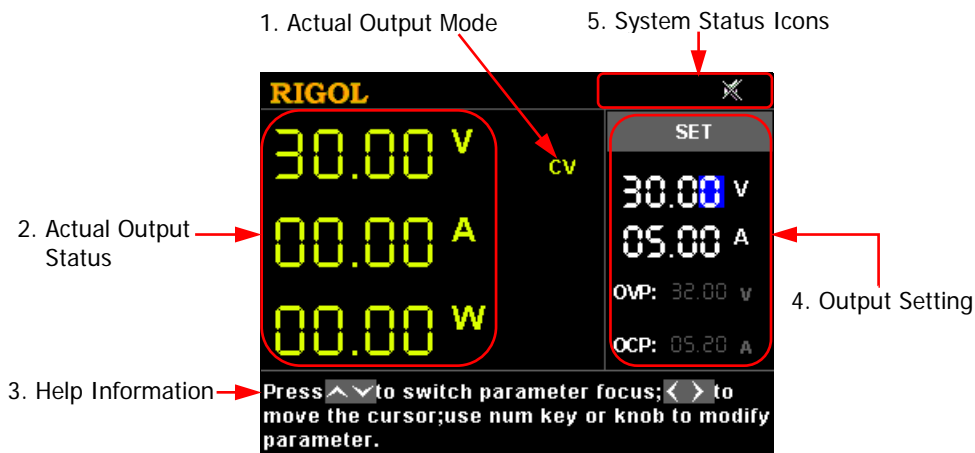 1. Actual Output Mode
5. System Status Icons
RIGOL
30.00 V
CV
00.00 A
00.00 W
SET
30.00 V
05.00 A
OVP: 32.00 V
OCP: 05.20 A
2. Actual Output
Status
4. Output Setting
3. Help Information
Press to switch parameter focus; to
move the cursor;use num key or knob to modify
parameter.